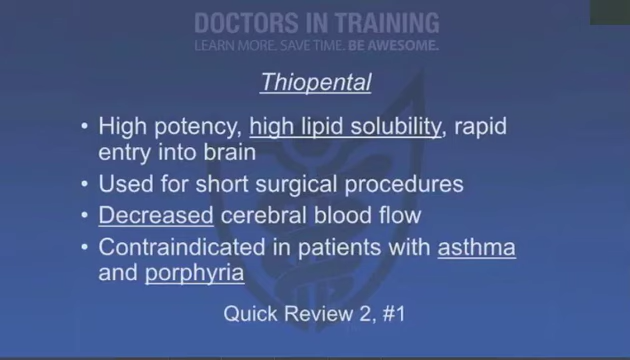 DOCTORS IN TRAINING
LEARN MORE. SAVE TIME. BE AWESOME.
Thiopental
• High potency, high lipid solubility, rapid
entry into brain
• Used for short surgical procedures
• Decreased cerebral blood flow
• Contraindicated in patients with asthma
and porphyria
Quick Review 2, #1